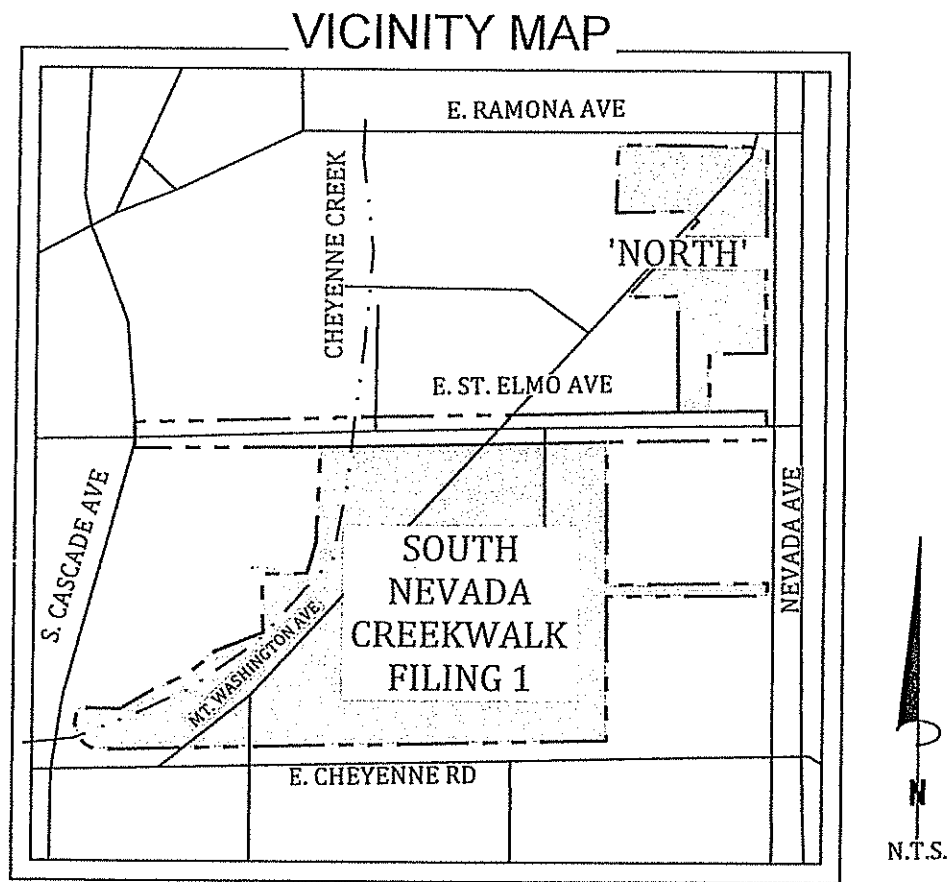 VICINITY MAP
E. RAMONA AVE
CHEYENNE CREEK
'NORTH'
E. ST. ELMO AVE
S. CASCADE AVE
NEVADA AVE
SOUTH
NEVADA
CREEKWALK
FILING 1
MT. WASHINGTON AVE.
E. CHEYENNE RD
N
N.T.S.